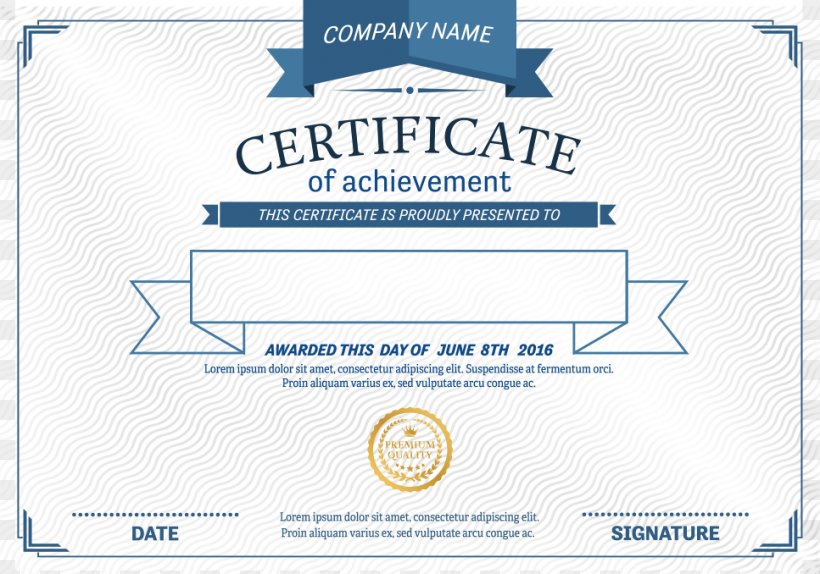 COMPANY NAME
CERTIFICATE
of achievement
THIS CERTIFICATE IS PROUDLY PRESENTED TO
AWARDED THIS DAY OF JUNE 8TH 2016
Lorem ipsum dolor sit amet, consectetur adipiscing elit. Suspendisse at fermentum orci.
Proin aliquam varius ex, sed vulputate arcu congue ac.
PREMIUM
QUALITY
Lorem ipsum dolor sit amet, consectetur adipiscing elit.
Proin aliquam varius ex, sed vulputate arcu congue ac.
DATE
SIGNATURE